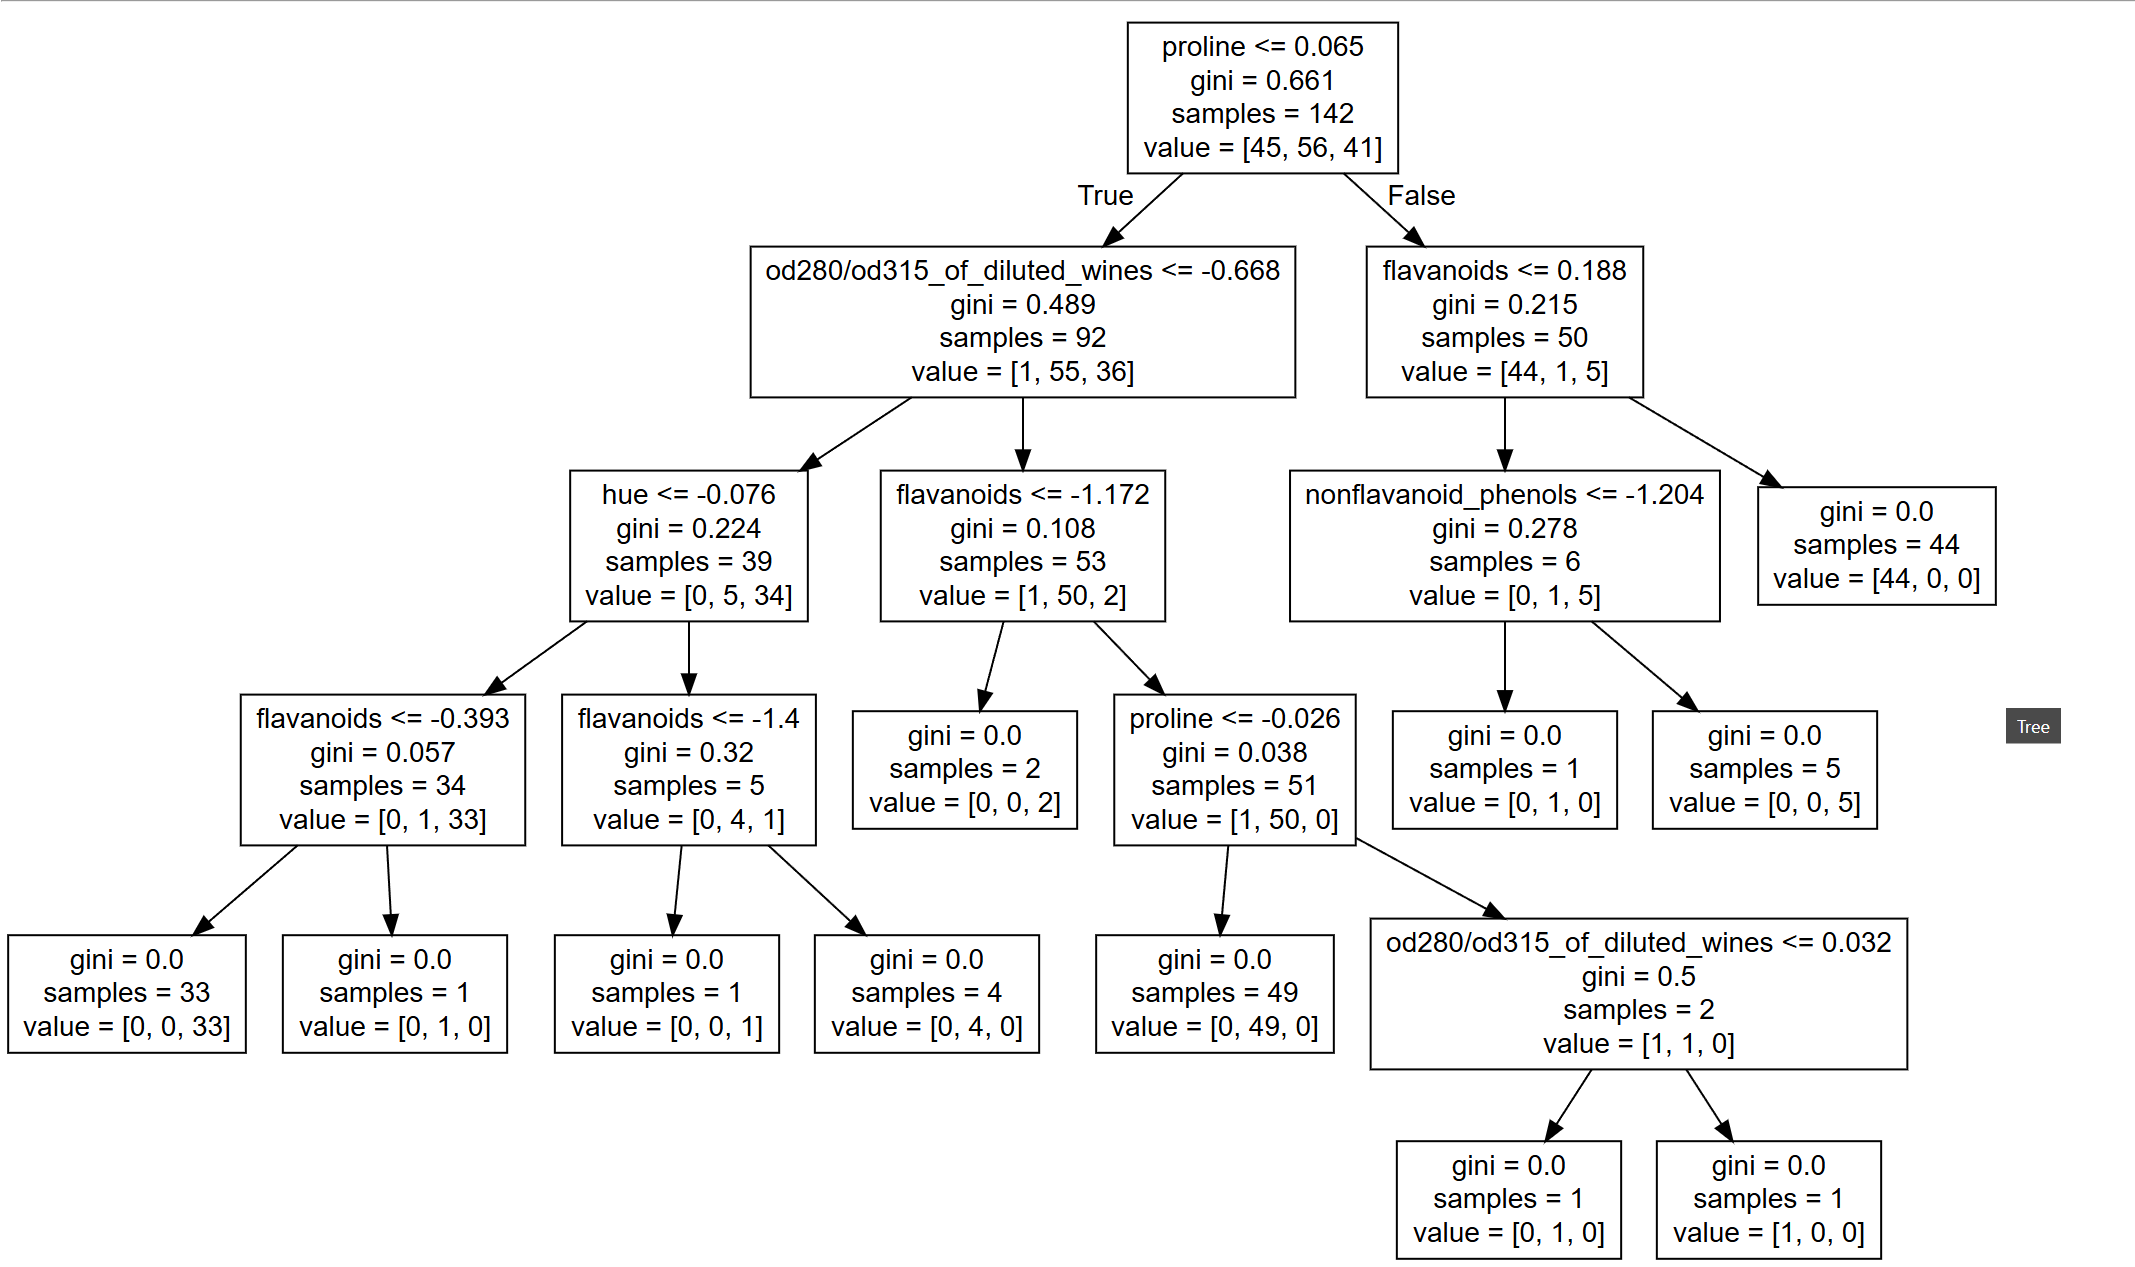 proline <= 0.065
gini = 0.661
samples = 142
value = [45, 56, 41]
True
False
od280/od315_of_diluted_wines <= -0.668
gini = 0.489
samples = 92
value = [1, 55, 36]
flavanoids <= 0.188
gini = 0.215
samples = 50
value = [44, 1, 5]
hue <= -0.076
gini = 0.224
samples = 39
value = [0, 5, 34]
flavanoids <= -1.172
gini = 0.108
samples = 53
value = [1, 50, 2]
nonflavanoid_phenols <= -1.204
gini = 0.278
samples = 6
value = [0, 1, 5]
gini = 0.0
samples = 44
value = [44, 0, 0]
flavanoids <= -0.393
gini = 0.057
samples = 34
value = [0, 1, 33]
flavanoids <= -1.4
gini = 0.32
samples = 5
value = [0, 4, 1]
gini = 0.0
samples = 2
value = [0, 0, 2]
proline <= -0.026
gini = 0.038
samples = 51
value = [1, 50, 0]
gini = 0.0
samples = 1
value = [0, 1, 0]
gini = 0.0
samples = 5
value = [0, 0, 5]
Tree
gini = 0.0
samples = 33
value = [0, 0, 33]
gini = 0.0
samples = 1
value = [0, 1, 0]
gini = 0.0
samples = 1
value = [0, 0, 1]
gini = 0.0
samples = 4
value = [0, 4, 0]
gini = 0.0
samples = 49
value = [0, 49, 0]
od280/od315_of_diluted_wines <= 0.032
gini = 0.5
samples = 2
value = [1, 1, 0]
gini = 0.0
samples = 1
value = [0, 1, 0]
gini = 0.0
samples = 1
value = [1, 0, 0]